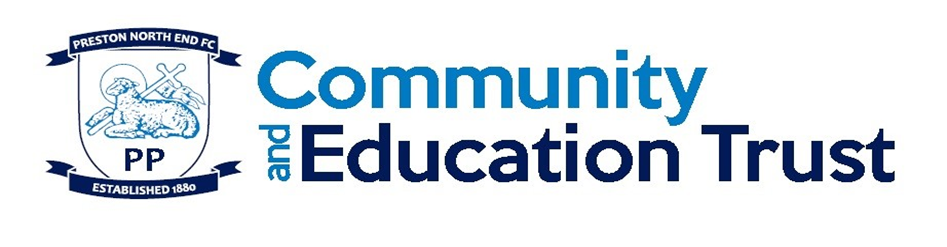 PRESTON NORTH END FC
PP
ESTABLISHED 1880
Community
and Education Trust